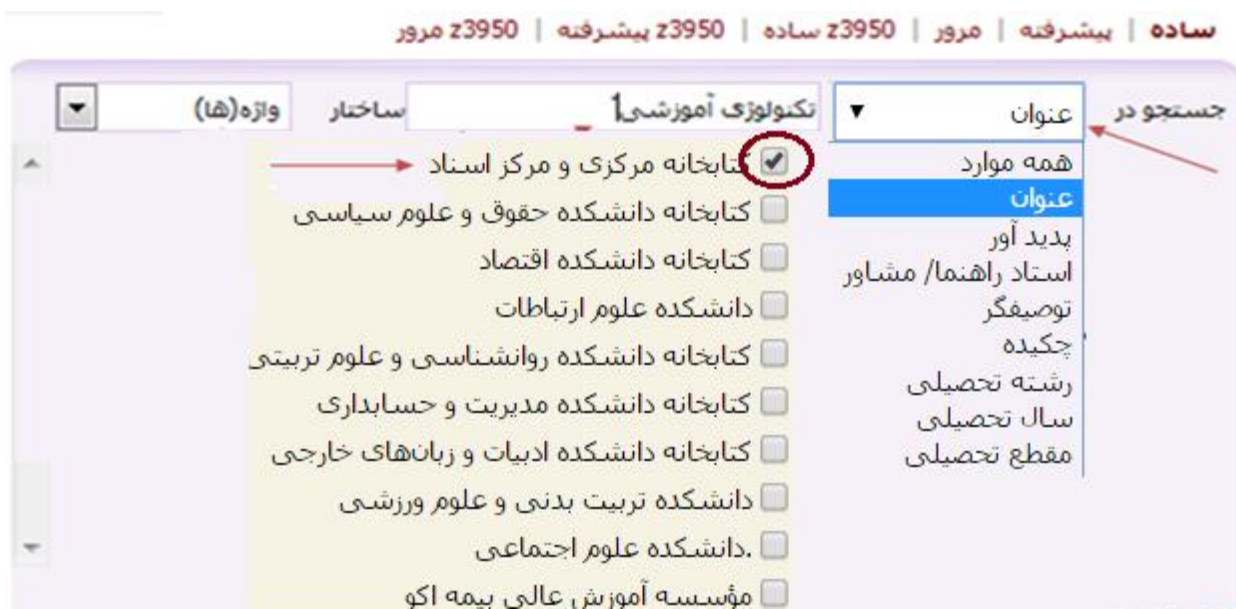 ساده | پیشرفته | مرور | z3950 ساده | z3950 پیشرفته | z3950 مرور
جستجو در عنوان تکنولوژی آموزشی ساختار واژه(ها)
همه موارد
عنوان
پدید آور
استاد راهنما/ مشاور
توصیفگر
چکیده
رشته تحصیلی
سال تحصیلی
مقطع تحصیلی
کتابخانه مرکزی و مرکز اسناد
کتابخانه دانشکده حقوق و علوم سیاسی
کتابخانه دانشکده اقتصاد
دانشکده علوم ارتباطات
کتابخانه دانشکده روانشناسی و علوم تربیتی
کتابخانه دانشکده مدیریت و حسابداری
کتابخانه دانشکده ادبیات و زبان‌های خارجی
دانشکده تربیت بدنی و علوم ورزشی
.دانشکده علوم اجتماعی
مؤسسه آموزش عالی بیمه اکو